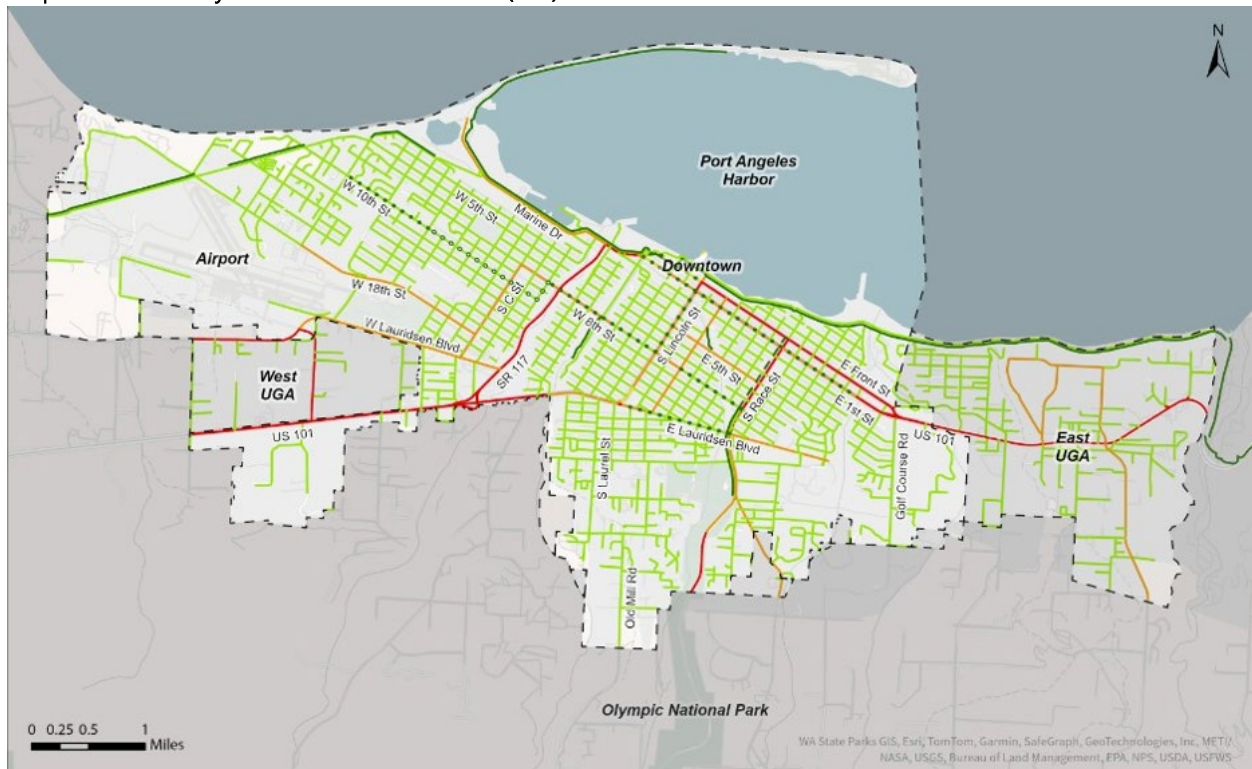 N
Port Angeles
Harbor
W 10th St
W 5th St
Marine Dr
Airport
Downtown
W 18th St
S C St
W 8th St
S Lincoln St
E 5th St
E Front St
W Lauridsen Blvd
SR 117
S Race St
E 1st St
West
UGA
US 101
E Lauridsen Blvd
US 101
East
UGA
S Laurel St
Golf Course Rd
Old Mill Rd
Olympic National Park
0 0.25 0.5 1
Miles
WA State Parks GIS, Esri, TomTom, Garmin, SafeGraph, GeoTechnologies, Inc, METI/
NASA, USGS, Bureau of Land Management, EPA, NPS, USDA, USFWS